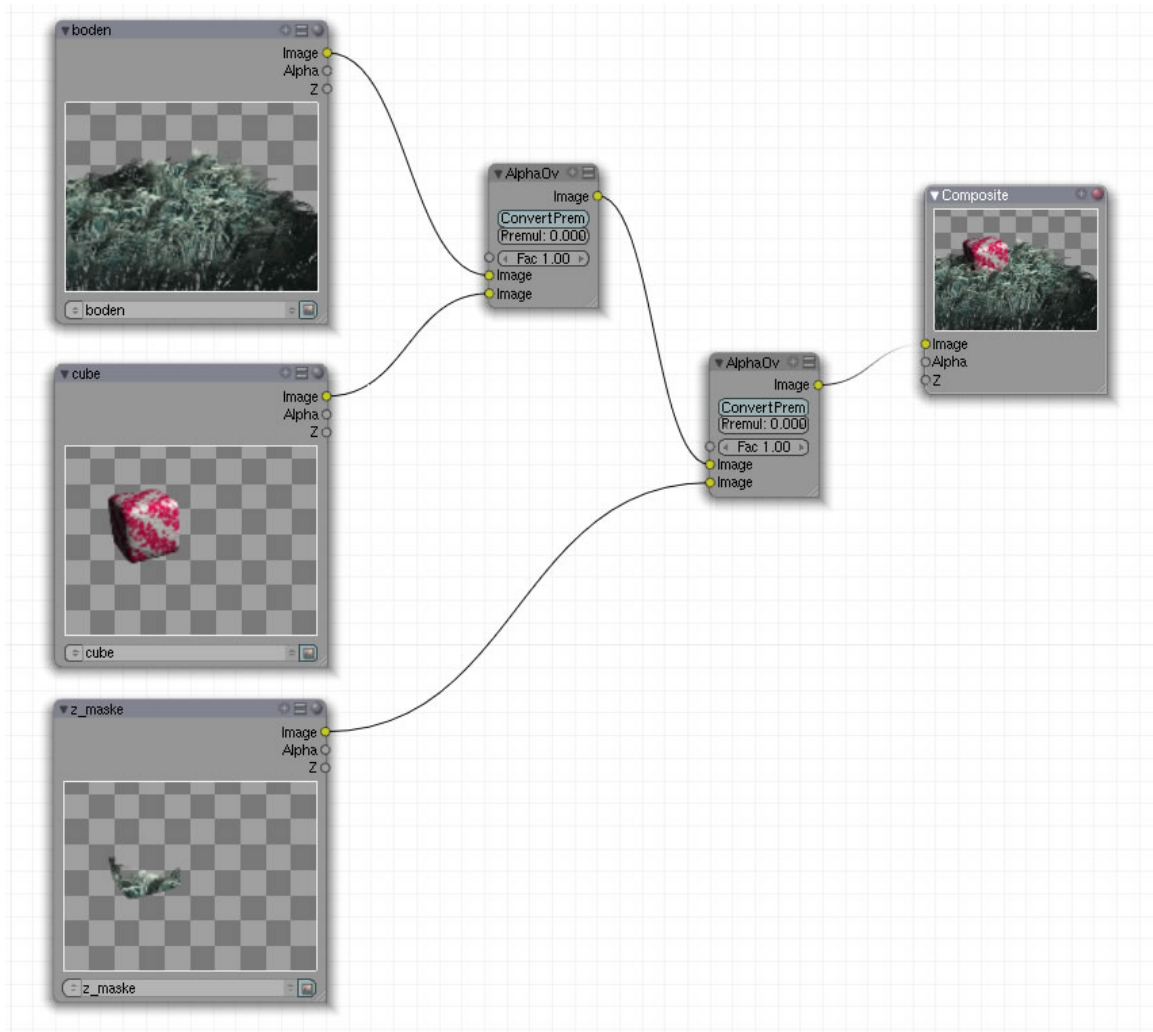 boden
Image
Alpha
Z
boden
cube
Image
Alpha
Z
cube
z_maske
Image
Alpha
Z
z_maske
AlphaOv
Image
ConvertPrem
Premul: 0.000
Fac 1.00
Image
Image
AlphaOv
Image
ConvertPrem
Premul: 0.000
Fac 1.00
Image
Image
Composite
Image
Alpha
Z